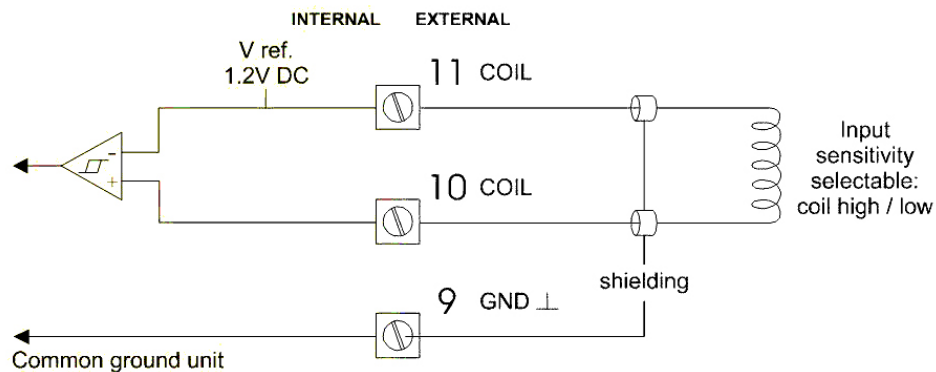 INTERNAL EXTERNAL
V ref.
1.2V DC
11 COIL
-
+
10 COIL
Input
sensitivity
selectable:
coil high / low
shielding
9 GND ⊥
Common ground unit